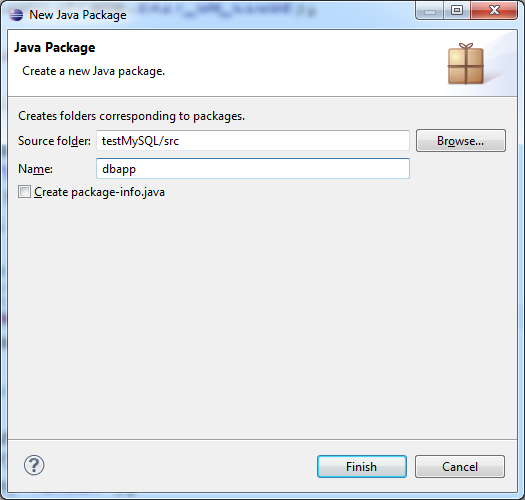 New Java Package
Java Package
Create a new Java package.
Creates folders corresponding to packages.
Source folder: testMySQL/src Browse...
Name: dbapp
Create package-info.java
? Finish Cancel